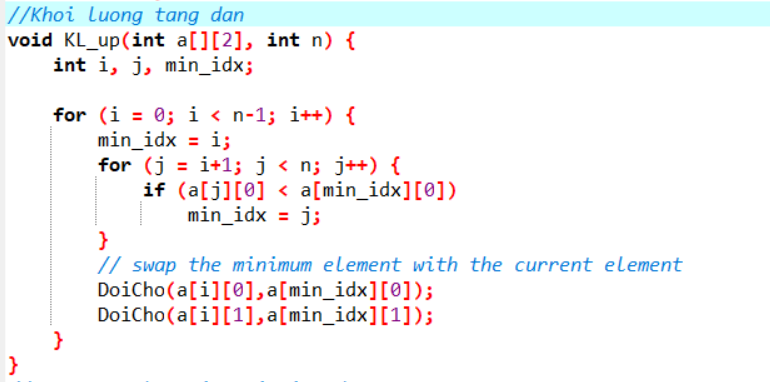 //Khoi luong tang dan
void KL_up(int a[][2], int n) {
    int i, j, min_idx;

    for (i = 0; i < n-1; i++) {
        min_idx = i;
        for (j = i+1; j < n; j++) {
            if (a[j][0] < a[min_idx][0])
                min_idx = j;
        }
        // swap the minimum element with the current element
        DoiCho(a[i][0],a[min_idx][0]);
        DoiCho(a[i][1],a[min_idx][1]);
    }
}